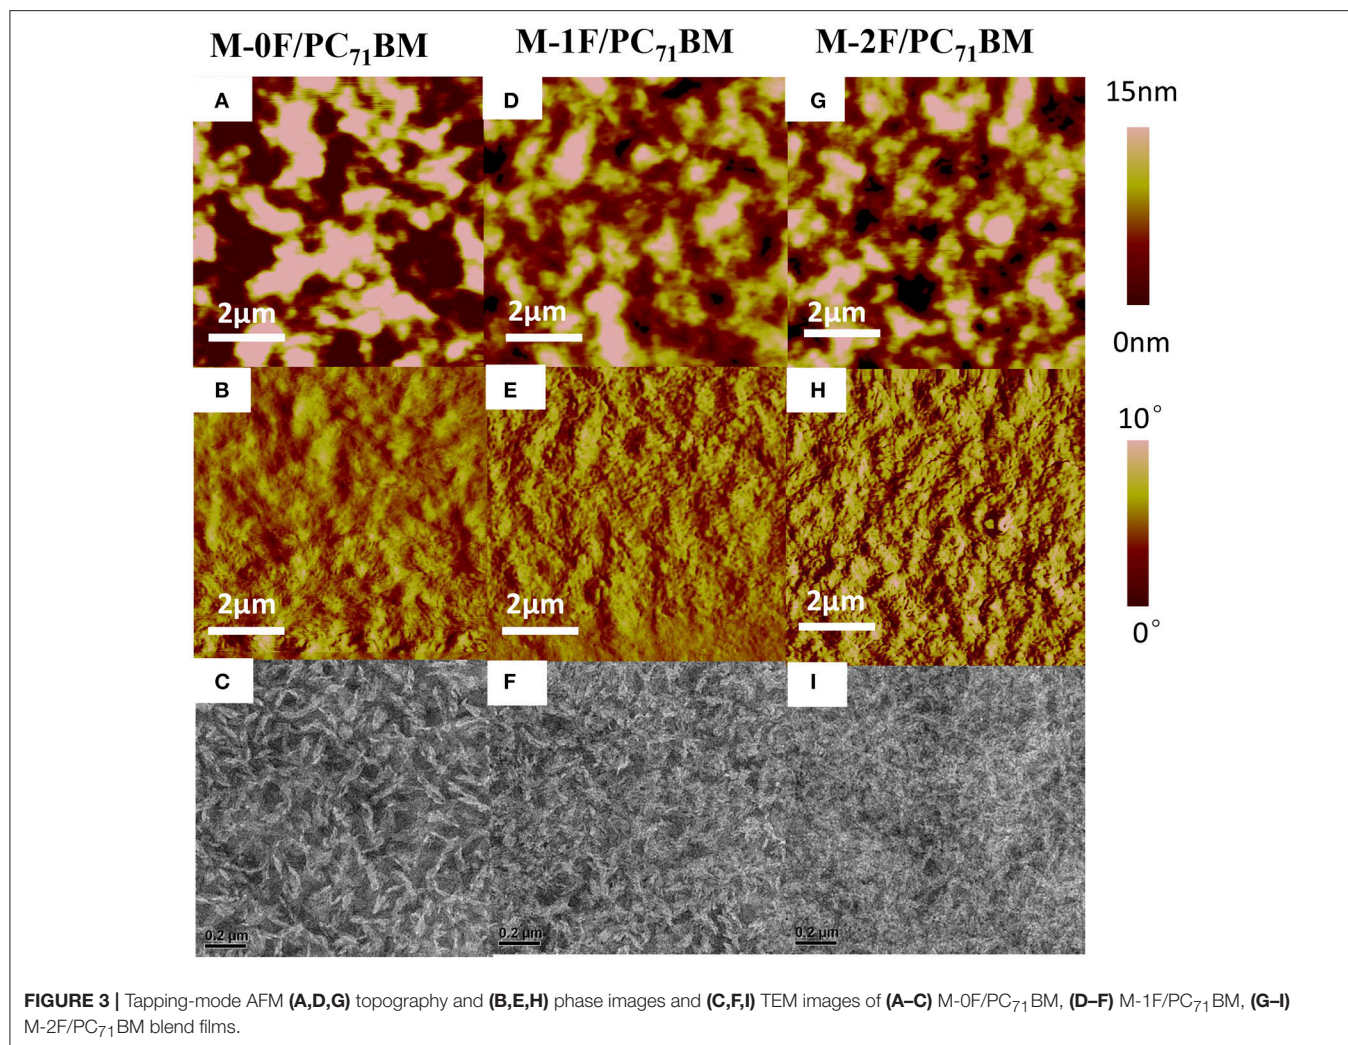 M-0F/PC₇₁BM M-1F/PC₇₁BM M-2F/PC₇₁BM
A D G
15nm
2μm 2μm 2μm
0nm
B E H
10°
2μm 2μm 2μm
0°
C F I
0.2 μm 0.2 μm 0.2 μm
FIGURE 3 | Tapping-mode AFM (A,D,G) topography and (B,E,H) phase images and (C,F,I) TEM images of (A–C) M-0F/PC₇₁BM, (D–F) M-1F/PC₇₁BM, (G–I)
M-2F/PC₇₁BM blend films.